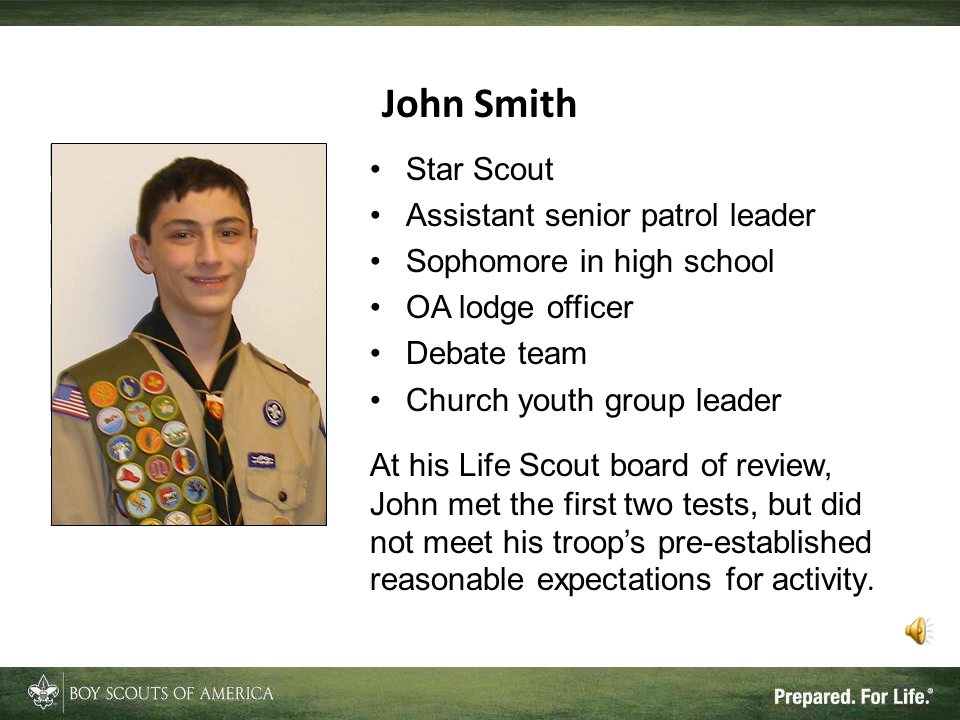 John Smith
• Star Scout
• Assistant senior patrol leader
• Sophomore in high school
• OA lodge officer
• Debate team
• Church youth group leader
At his Life Scout board of review,
John met the first two tests, but did
not meet his troop’s pre-established
reasonable expectations for activity.
BOY SCOUTS OF AMERICA
Prepared. For Life.®